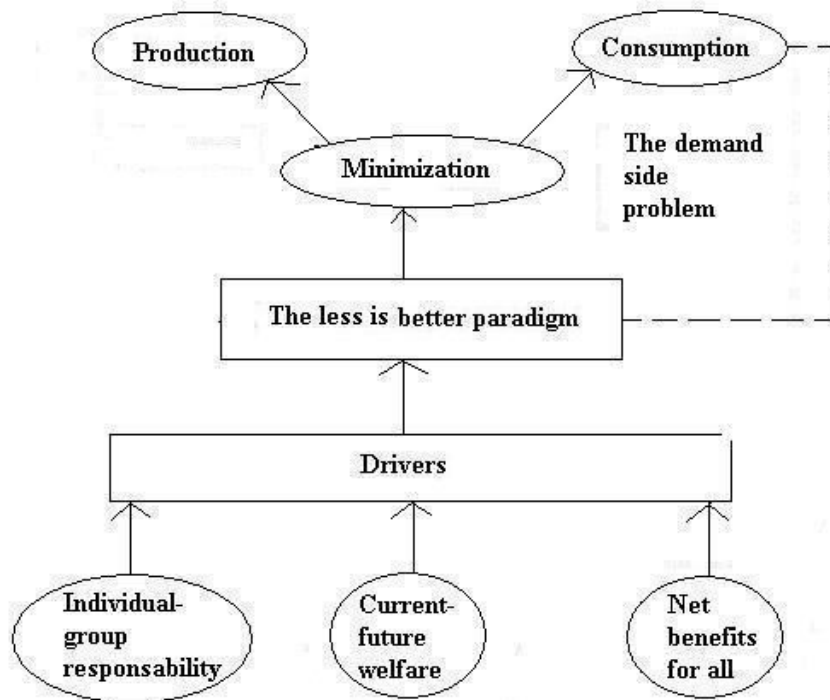 Production
Consumption
Minimization
The demand
side
problem
The less is better paradigm
Drivers
Individual-
group
responsability
Current-
future
welfare
Net
benefits
for all